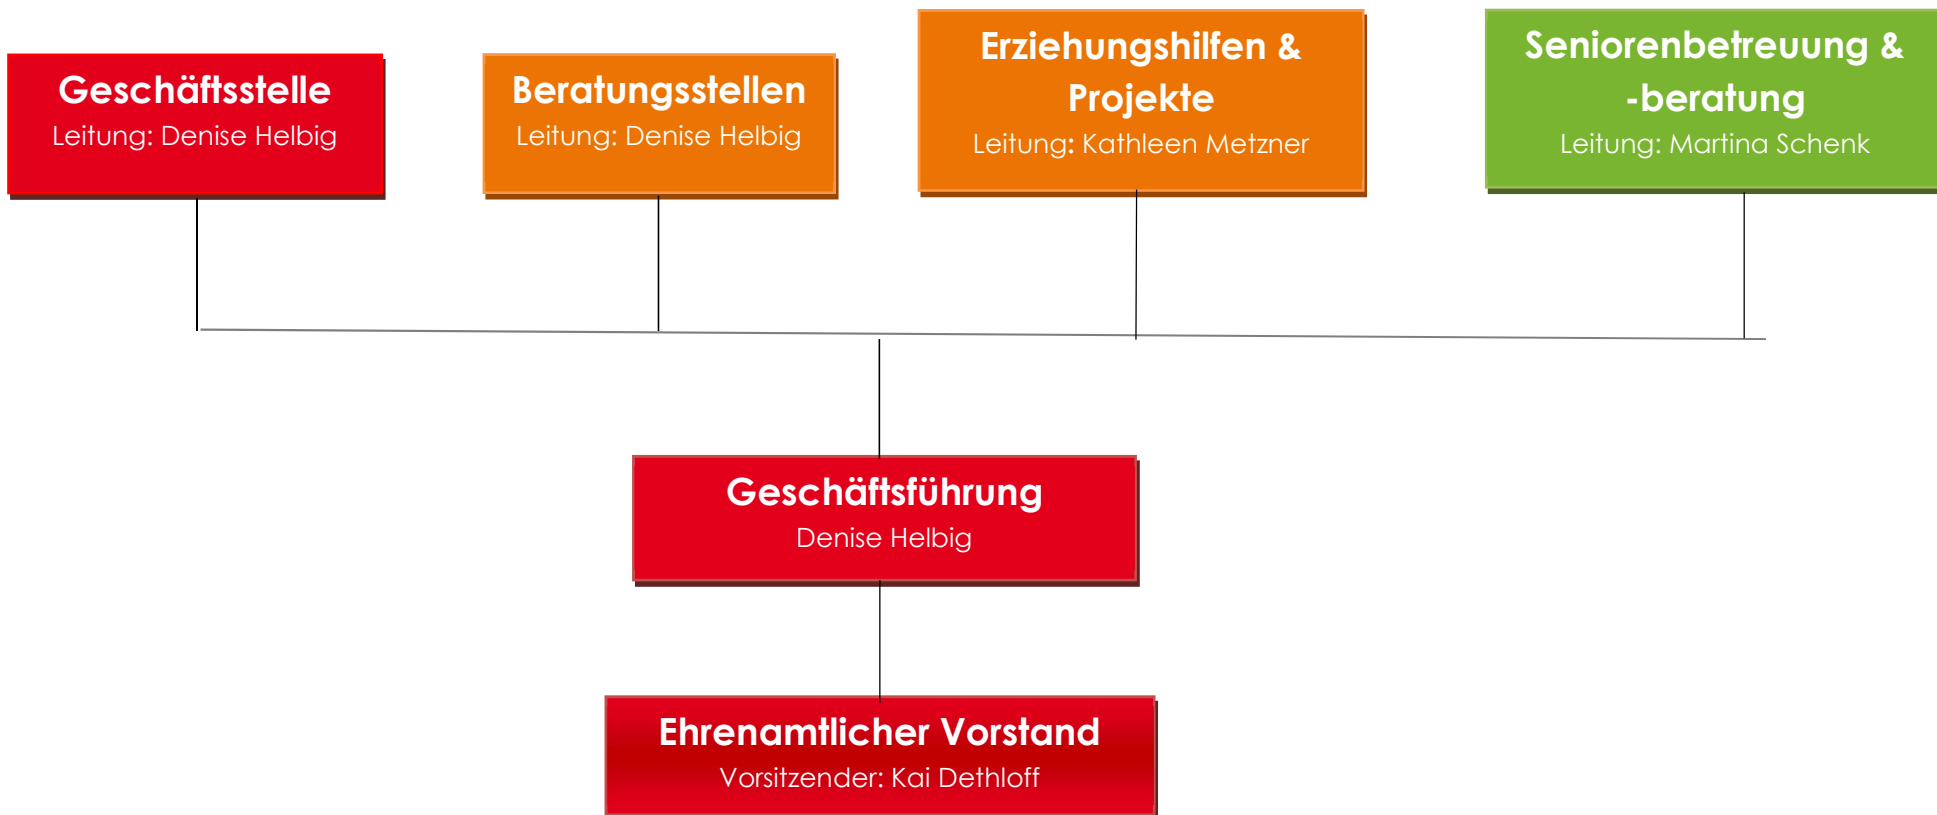 Geschäftsstelle
Leitung: Denise Helbig
Beratungsstellen
Leitung: Denise Helbig
Erziehungshilfen &
Projekte
Leitung: Kathleen Metzner
Seniorenbetreuung &
-beratung
Leitung: Martina Schenk
Geschäftsführung
Denise Helbig
Ehrenamtlicher Vorstand
Vorsitzender: Kai Dethloff